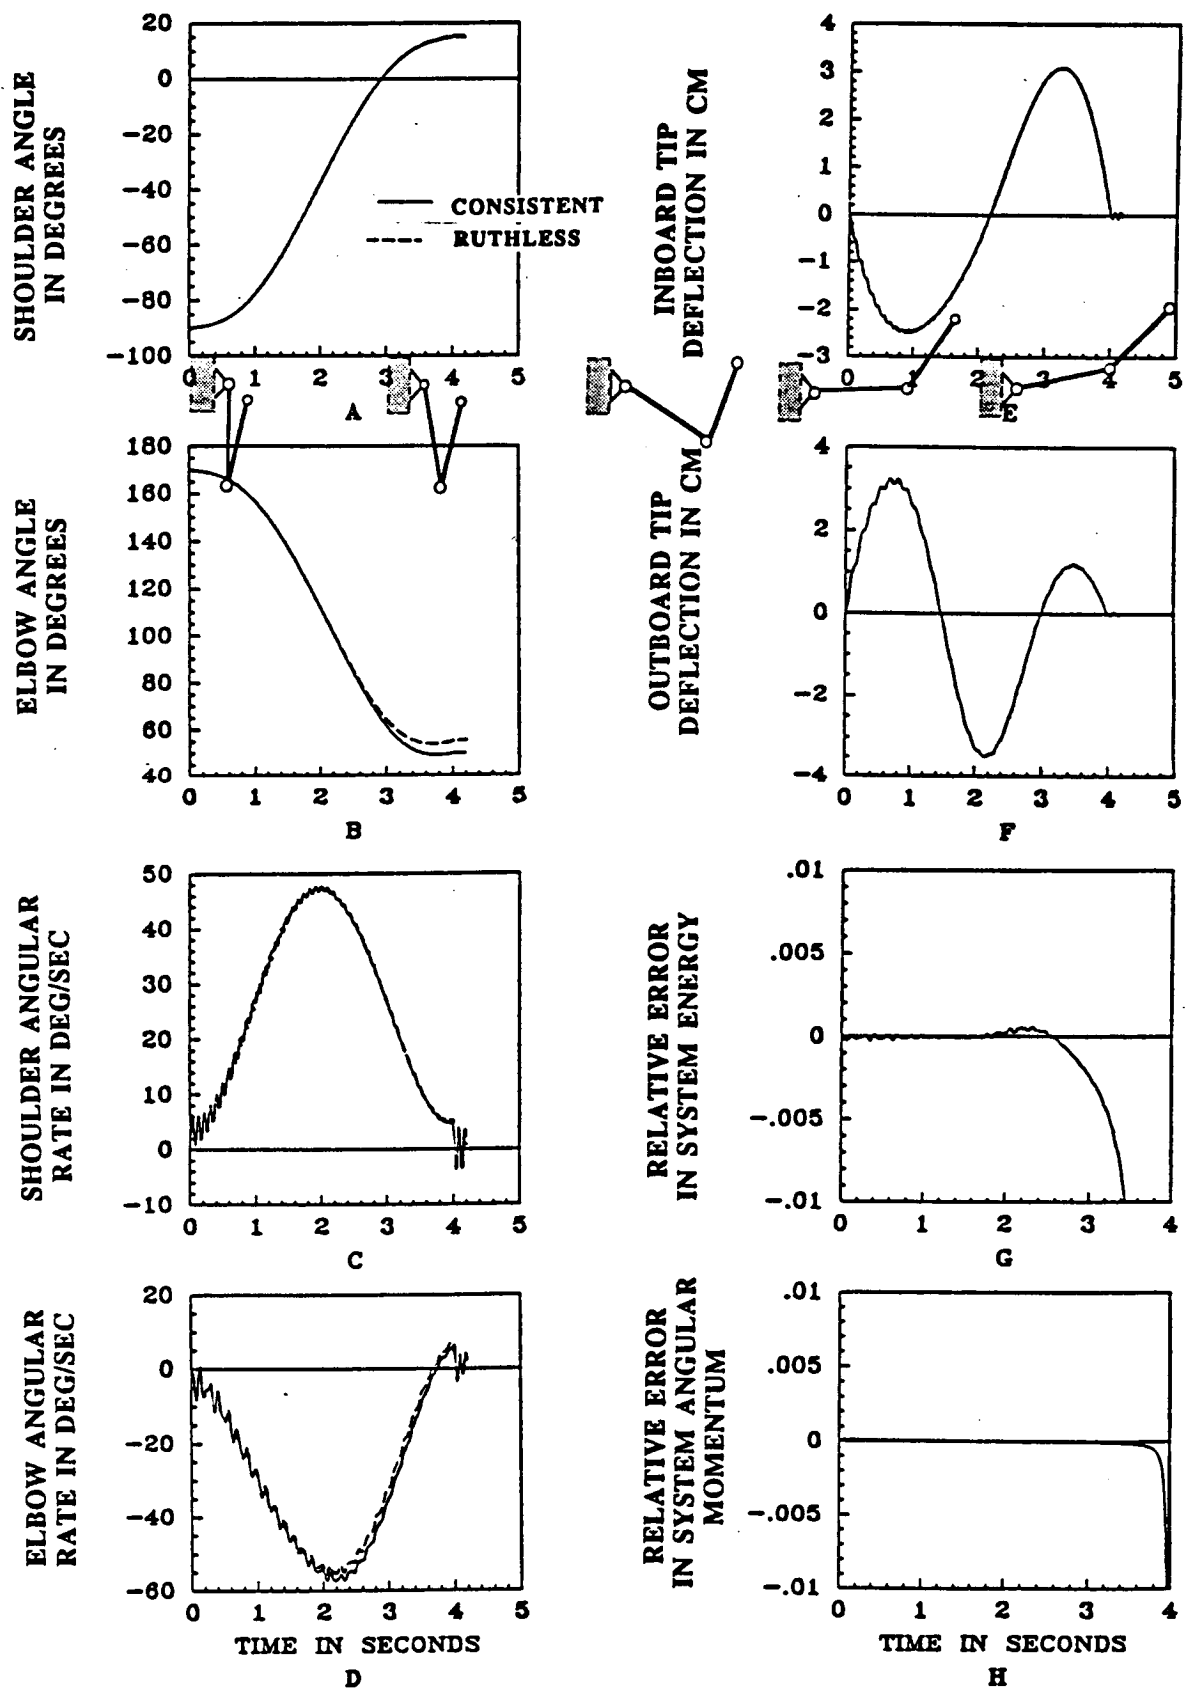 SHOULDER ANGLE
IN DEGREES
20
0
−20
−40
−60
−80
−100
CONSISTENT
RUTHLESS
0 1 2 3 4 5
A
INBOARD TIP
DEFLECTION IN CM
4
3
2
1
0
−1
−2
−3
0 1 2 3 4 5
E
ELBOW ANGLE
IN DEGREES
180
160
140
120
100
80
60
40
0 1 2 3 4 5
B
OUTBOARD TIP
DEFLECTION IN CM
4
2
0
−2
−4
0 1 2 3 4 5
F
SHOULDER ANGULAR
RATE IN DEG/SEC
50
40
30
20
10
0
−10
0 1 2 3 4 5
C
RELATIVE ERROR
IN SYSTEM ENERGY
.01
.005
0
−.005
−.01
0 1 2 3 4
G
ELBOW ANGULAR
RATE IN DEG/SEC
20
0
−20
−40
−60
0 1 2 3 4 5
TIME IN SECONDS
D
RELATIVE ERROR
IN SYSTEM ANGULAR
MOMENTUM
.01
.005
0
−.005
−.01
0 1 2 3 4
TIME IN SECONDS
H